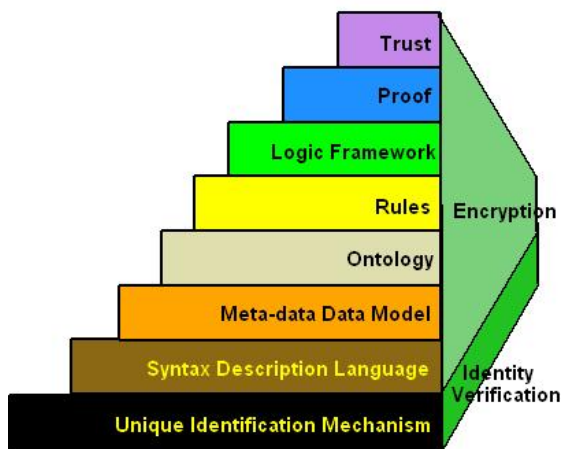 Trust
Proof
Logic Framework
Rules
Encryption
Ontology
Meta-data Data Model
Syntax Description Language
Identity
Verification
Unique Identification Mechanism